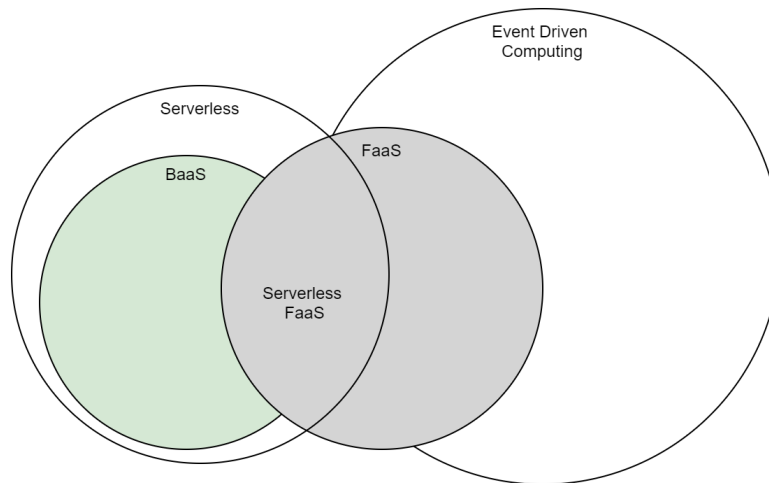 Event Driven
Computing
Serverless
FaaS
BaaS
Serverless
FaaS